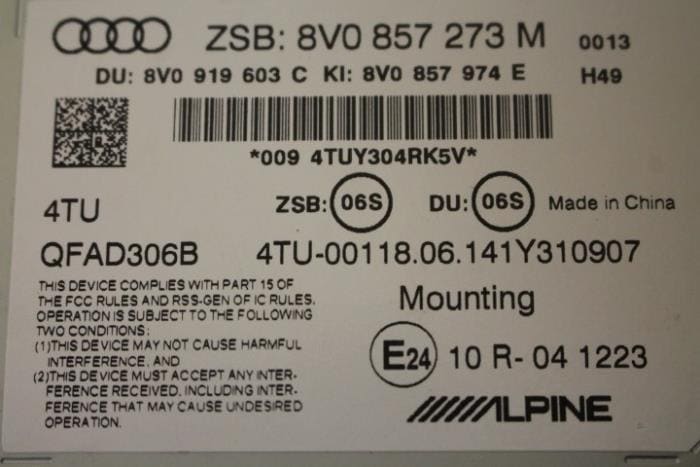 ZSB: 8V0 857 273 M 0013
DU: 8V0 919 603 C KI: 8V0 857 974 E H49
*009 4TUY304RK5V*
4TU ZSB: 06S DU: 06S Made in China
QFAD306B 4TU-00118.06.141Y310907
THIS DEVICE COMPLIES WITH PART 15 OF
THE FCC RULES AND RSS-GEN OF IC RULES.
OPERATION IS SUBJECT TO THE FOLLOWING
TWO CONDITIONS:
(1)THIS DEVICE MAY NOT CAUSE HARMFUL
INTERFERENCE, AND
(2)THIS DEVICE MUST ACCEPT ANY INTER-
FERENCE RECEIVED, INCLUDING INTER-
FERENCE THAT MAY CAUSE UNDESIRED
OPERATION.
Mounting
E24 10 R- 04 1223
ALPINE